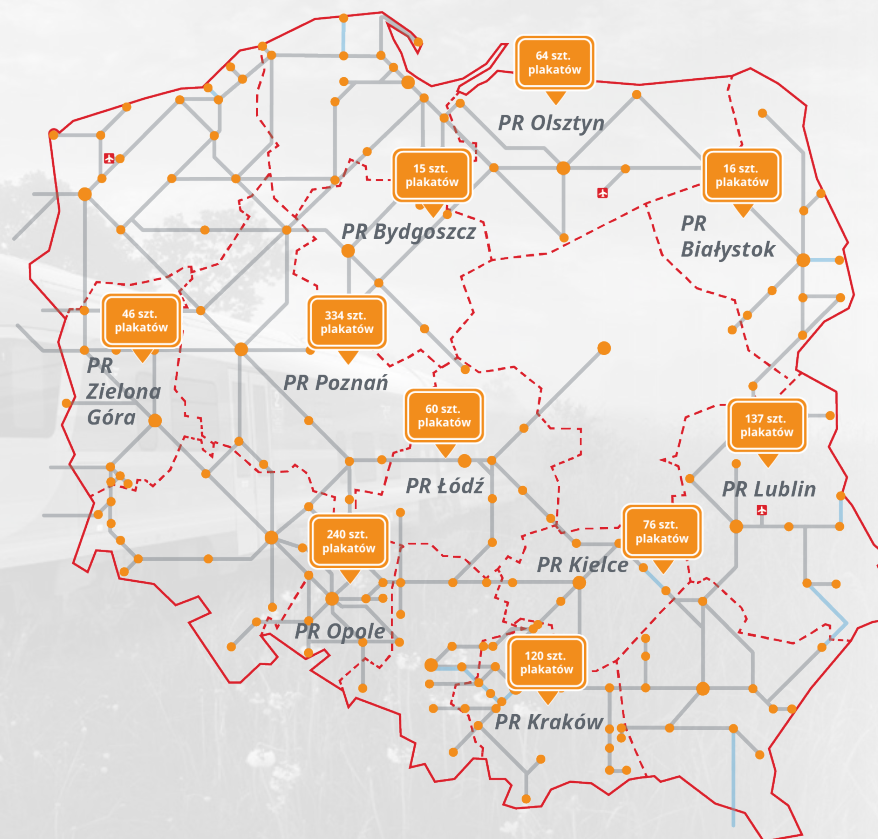 64 szt.
plakatów
PR Olsztyn
15 szt.
plakatów
PR Bydgoszcz
16 szt.
plakatów
PR
Białystok
46 szt.
plakatów
PR
Zielona
Góra
334 szt.
plakatów
PR Poznań
60 szt.
plakatów
PR Łódź
137 szt.
plakatów
PR Lublin
240 szt.
plakatów
PR Opole
76 szt.
plakatów
PR Kielce
120 szt.
plakatów
PR Kraków